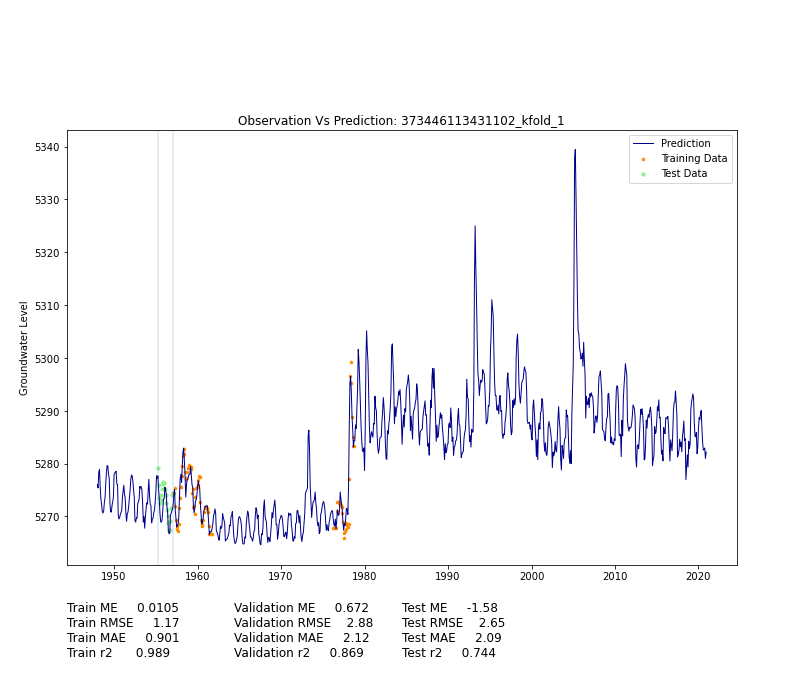 Observation Vs Prediction: 373446113431102_kfold_1
Prediction
Training Data
Test Data
Groundwater Level
5340
5330
5320
5310
5300
5290
5280
5270
1950 1960 1970 1980 1990 2000 2010 2020
Train ME 0.0105 Validation ME 0.672 Test ME -1.58
Train RMSE 1.17 Validation RMSE 2.88 Test RMSE 2.65
Train MAE 0.901 Validation MAE 2.12 Test MAE 2.09
Train r2 0.989 Validation r2 0.869 Test r2 0.744